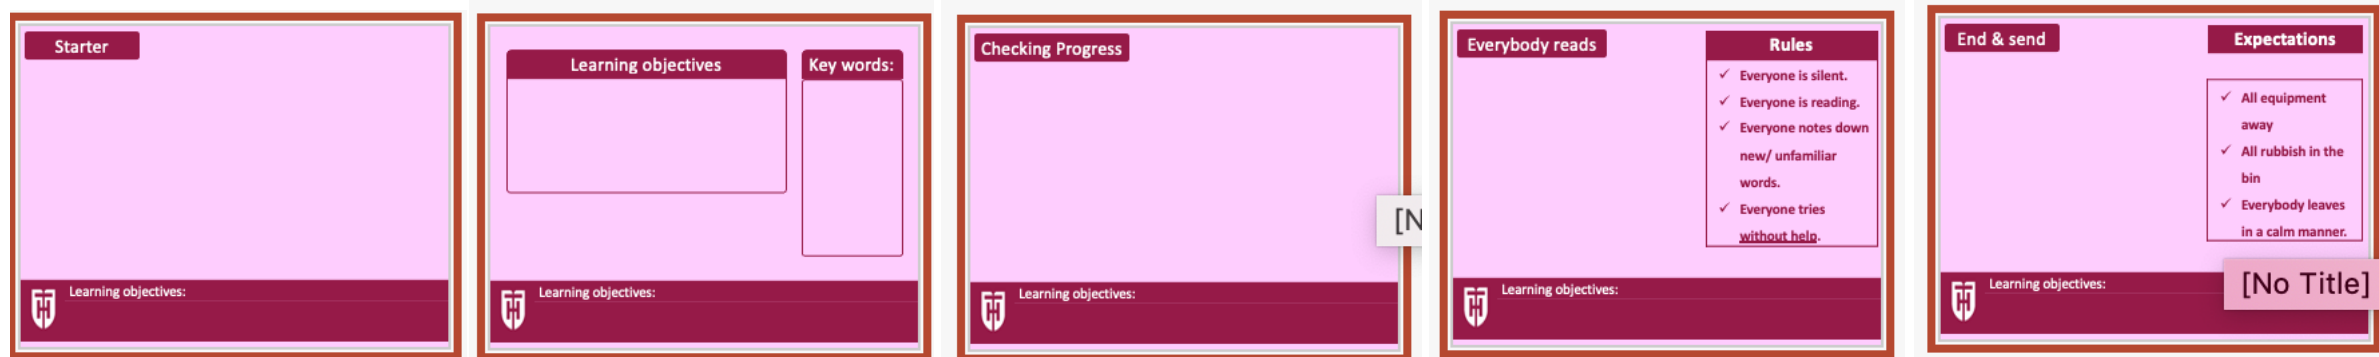 Starter
Learning objectives:
Learning objectives
Key words:
Learning objectives:
Checking Progress
[N
Learning objectives:
Everybody reads
Rules
✓ Everyone is silent.
✓ Everyone is reading.
✓ Everyone notes down
new/ unfamiliar
words.
✓ Everyone tries
without help.
Learning objectives:
End & send
Expectations
✓ All equipment
away
✓ All rubbish in the
bin
✓ Everybody leaves
in a calm manner.
Learning objectives:
[No Title]